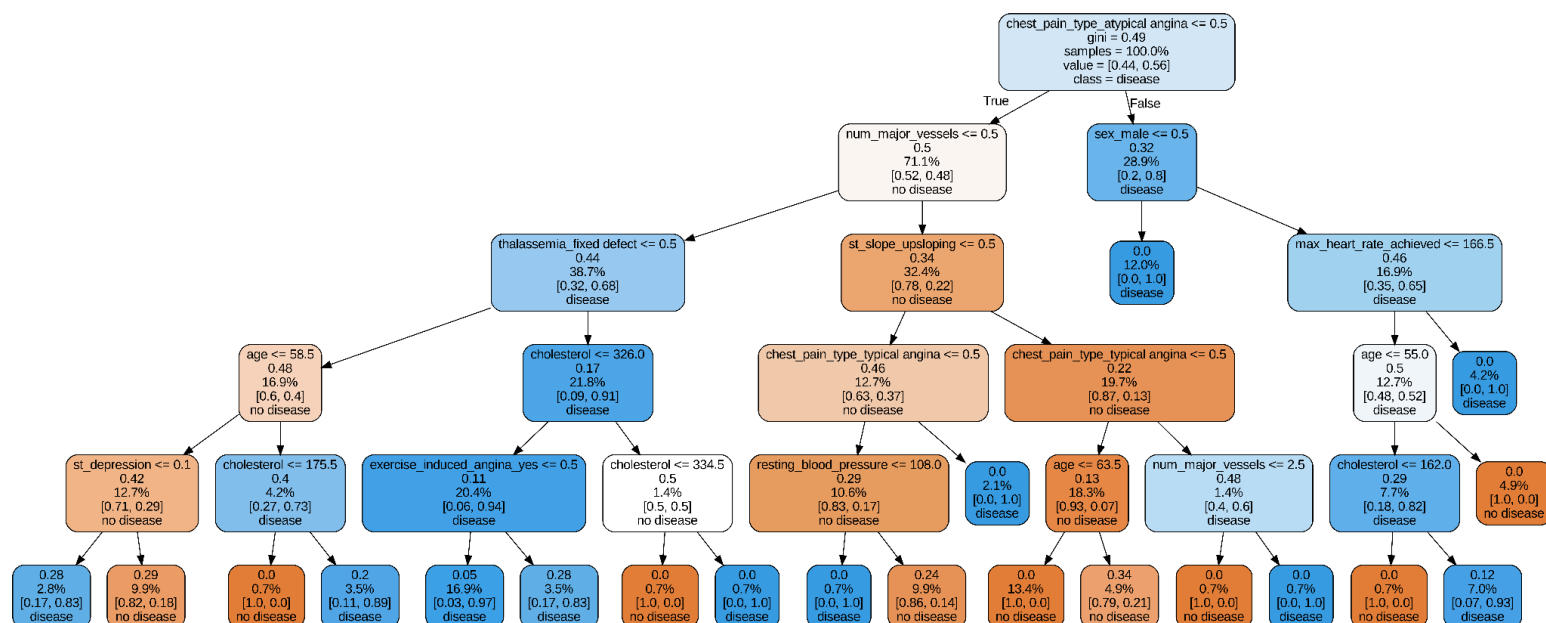 chest_pain_type_atypical angina <= 0.5
gini = 0.49
samples = 100.0%
value = [0.44, 0.56]
class = disease
True
False
num_major_vessels <= 0.5
0.5
71.1%
[0.52, 0.48]
no disease
sex_male <= 0.5
0.32
28.9%
[0.2, 0.8]
disease
thalassemia_fixed defect <= 0.5
0.44
38.7%
[0.32, 0.68]
disease
st_slope_upsloping <= 0.5
0.34
32.4%
[0.78, 0.22]
no disease
0.0
12.0%
[0.0, 1.0]
disease
max_heart_rate_achieved <= 166.5
0.46
16.9%
[0.35, 0.65]
disease
age <= 58.5
0.48
16.9%
[0.6, 0.4]
no disease
cholesterol <= 326.0
0.17
21.8%
[0.09, 0.91]
disease
chest_pain_type_typical angina <= 0.5
0.46
12.7%
[0.63, 0.37]
no disease
chest_pain_type_typical angina <= 0.5
0.22
19.7%
[0.87, 0.13]
no disease
age <= 55.0
0.5
12.7%
[0.48, 0.52]
disease
0.0
4.2%
[0.0, 1.0]
disease
st_depression <= 0.1
0.42
12.7%
[0.71, 0.29]
no disease
cholesterol <= 175.5
0.4
4.2%
[0.27, 0.73]
disease
exercise_induced_angina_yes <= 0.5
0.11
20.4%
[0.06, 0.94]
disease
cholesterol <= 334.5
0.5
1.4%
[0.5, 0.5]
no disease
resting_blood_pressure <= 108.0
0.29
10.6%
[0.83, 0.17]
no disease
0.0
2.1%
[0.0, 1.0]
disease
age <= 63.5
0.13
18.3%
[0.93, 0.07]
no disease
num_major_vessels <= 2.5
0.48
1.4%
[0.4, 0.6]
disease
cholesterol <= 162.0
0.29
7.7%
[0.18, 0.82]
disease
0.0
4.9%
[1.0, 0.0]
no disease
0.28
2.8%
[0.17, 0.83]
disease
0.29
9.9%
[0.82, 0.18]
no disease
0.0
0.7%
[1.0, 0.0]
no disease
0.2
3.5%
[0.11, 0.89]
disease
0.05
16.9%
[0.03, 0.97]
disease
0.28
3.5%
[0.17, 0.83]
disease
0.0
0.7%
[1.0, 0.0]
no disease
0.0
0.7%
[0.0, 1.0]
disease
0.0
0.7%
[0.0, 1.0]
disease
0.24
9.9%
[0.86, 0.14]
no disease
0.0
13.4%
[1.0, 0.0]
no disease
0.34
4.9%
[0.79, 0.21]
no disease
0.0
0.7%
[1.0, 0.0]
no disease
0.0
0.7%
[0.0, 1.0]
disease
0.0
0.7%
[1.0, 0.0]
no disease
0.12
7.0%
[0.07, 0.93]
disease